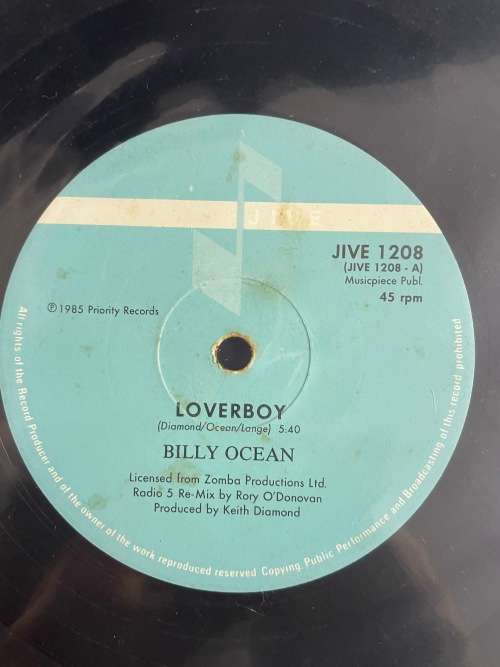 JIVE
JIVE 1208
(JIVE 1208 - A)
Musicpiece Publ.
45 rpm
℗ 1985 Priority Records
LOVERBOY
(Diamond/Ocean/Lange) 5:40
BILLY OCEAN
Licensed from Zomba Productions Ltd.
Radio 5 Re-Mix by Rory O'Donovan
Produced by Keith Diamond
All rights of the Record Producer and of the owner of the work reproduced reserved Copying Public Performance and Broadcasting of this record prohibited